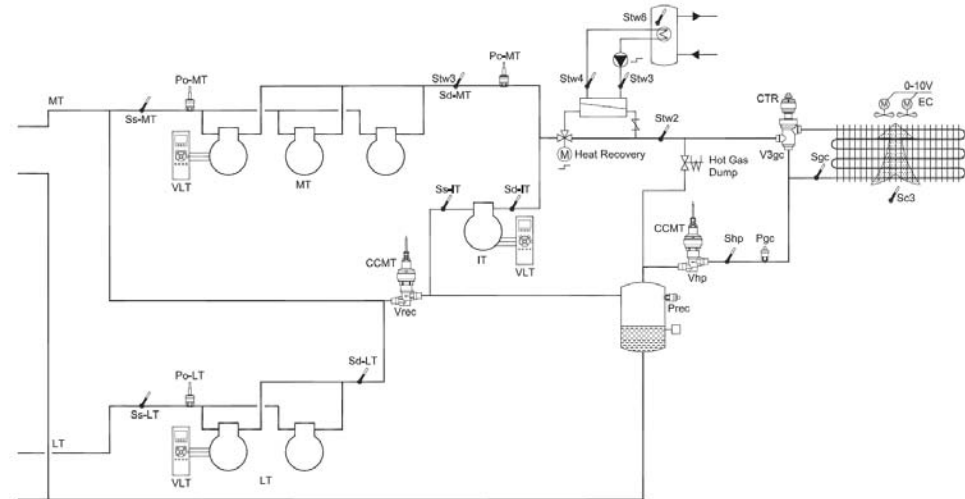 Stw8
Po-MT
Po-MT
Stw3
Stw4
Stw3
0-10V
CTR
M
M
EC
MT
Ss-MT
Sd-MT
Stw2
V3gc
Sgc
M
Heat Recovery
Hot Gas
Dump
VLT
MT
Ss-IT
Sd-IT
Sc3
CCMT
Shp
Pgc
CCMT
IT
VLT
Vhp
Vrec
Prec
Sd-LT
Po-LT
Ss-LT
LT
VLT
LT